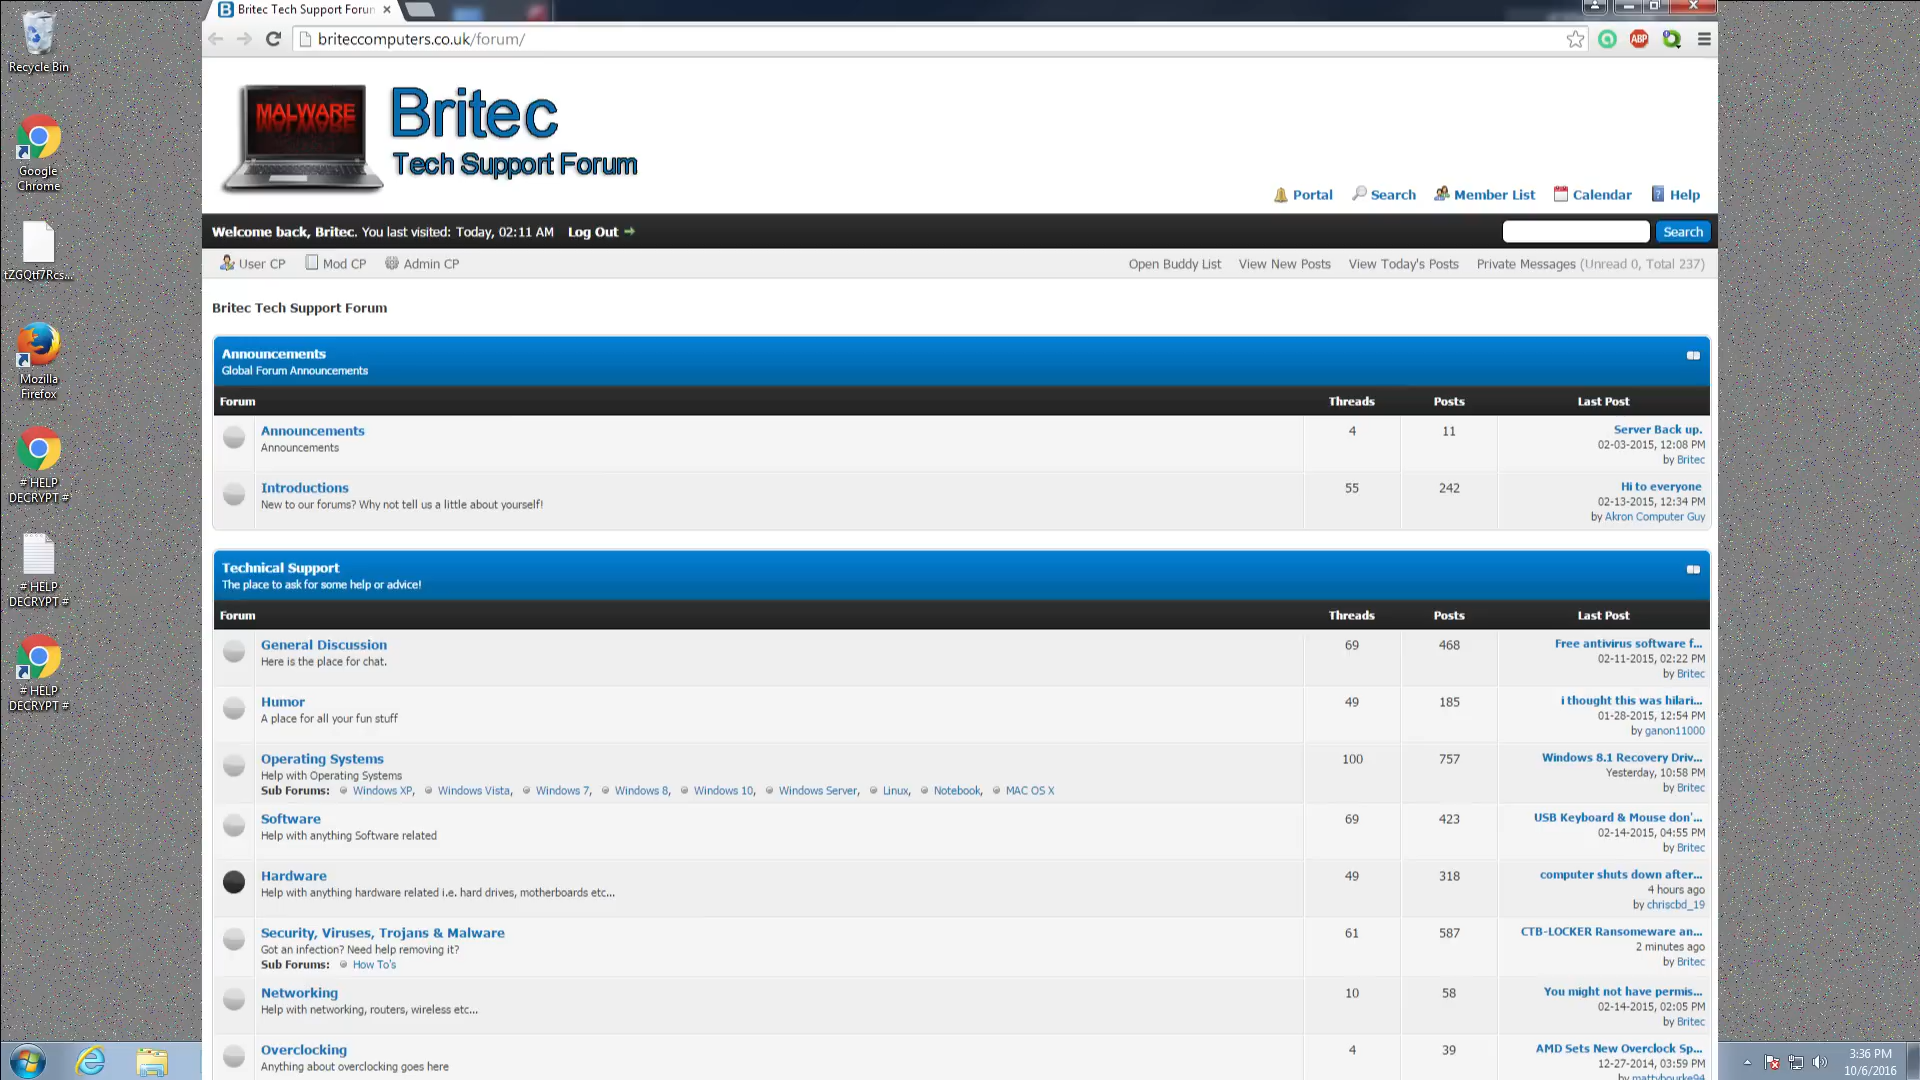 Recycle Bin
Google
Chrome
tZGQtf7Rcs...
Mozilla
Firefox
# HELP
DECRYPT #
# HELP
DECRYPT #
# HELP
DECRYPT #
Britec Tech Support Forum
briteccomputers.co.uk/forum/
ABP
MALWARE
Britec
Tech Support Forum
Portal
Search
Member List
Calendar
Help
Welcome back, Britec. You last visited: Today, 02:11 AM Log Out
Search
User CP
Mod CP
Admin CP
Open Buddy List
View New Posts
View Today's Posts
Private Messages (Unread 0, Total 237)
Britec Tech Support Forum
Announcements
Global Forum Announcements
Forum Threads Posts Last Post
Announcements 4 11 Server Back up.
Announcements 02-03-2015, 12:08 PM
by Britec
Introductions 55 242 Hi to everyone
New to our forums? Why not tell us a little about yourself! 02-13-2015, 12:34 PM
by Akron Computer Guy
Technical Support
The place to ask for some help or advice!
Forum Threads Posts Last Post
General Discussion 69 468 Free antivirus software f...
Here is the place for chat. 02-11-2015, 02:22 PM
by Britec
Humor 49 185 i thought this was hilari...
A place for all your fun stuff 01-28-2015, 12:54 PM
by ganon11000
Operating Systems 100 757 Windows 8.1 Recovery Driv...
Help with Operating Systems Yesterday, 10:58 PM
Sub Forums: Windows XP, Windows Vista, Windows 7, Windows 8, Windows 10, Windows Server, Linux, Notebook, MAC OS X by Britec
Software 69 423 USB Keyboard & Mouse don'...
Help with anything Software related 02-14-2015, 04:55 PM
by Britec
Hardware 49 318 computer shuts down after...
Help with anything hardware related i.e. hard drives, motherboards etc... 4 hours ago
by chriscbd_19
Security, Viruses, Trojans & Malware 61 587 CTB-LOCKER Ransomeware an...
Got an infection? Need help removing it? 2 minutes ago
Sub Forums: How To's by Britec
Networking 10 58 You might not have permis...
Help with networking, routers, wireless etc... 02-14-2015, 02:05 PM
by Britec
Overclocking 4 39 AMD Sets New Overclock Sp...
Anything about overclocking goes here 12-27-2014, 03:59 PM
by mattybourke94
3:36 PM
10/6/2016